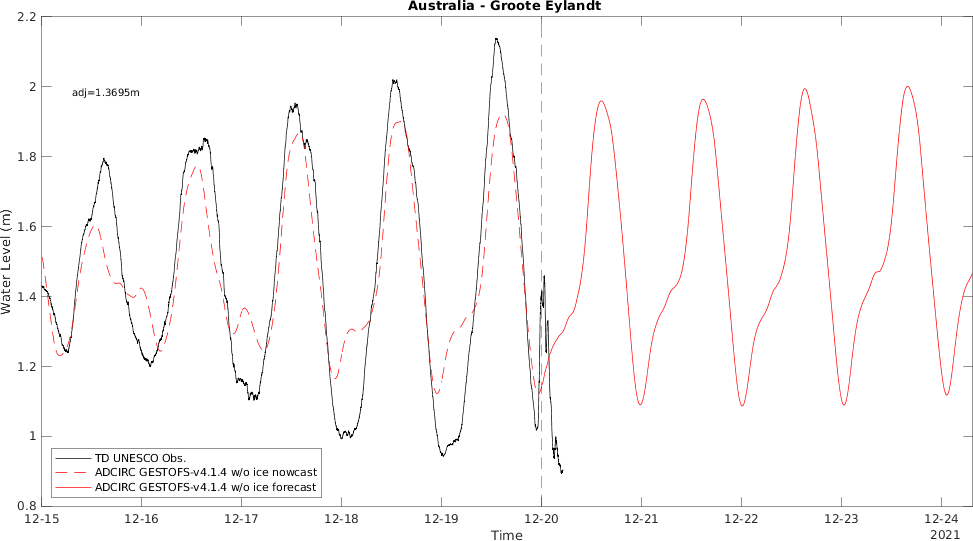 Australia - Groote Eylandt
2.2
2
1.8
1.6
1.4
1.2
1
0.8
Water Level (m)
adj=1.3695m
TD UNESCO Obs.
ADCIRC GESTOFS-v4.1.4 w/o ice nowcast
ADCIRC GESTOFS-v4.1.4 w/o ice forecast
12-15 12-16 12-17 12-18 12-19 12-20 12-21 12-22 12-23 12-24
Time 2021